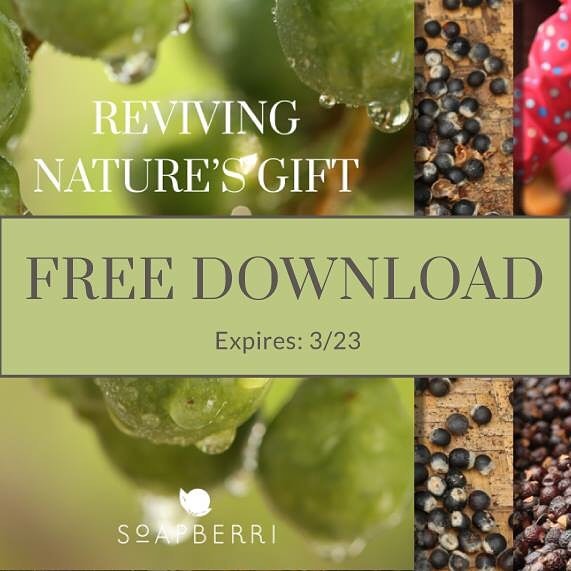 REVIVING
NATURE'S GIFT
FREE DOWNLOAD
Expires: 3/23
SOAPBERRI